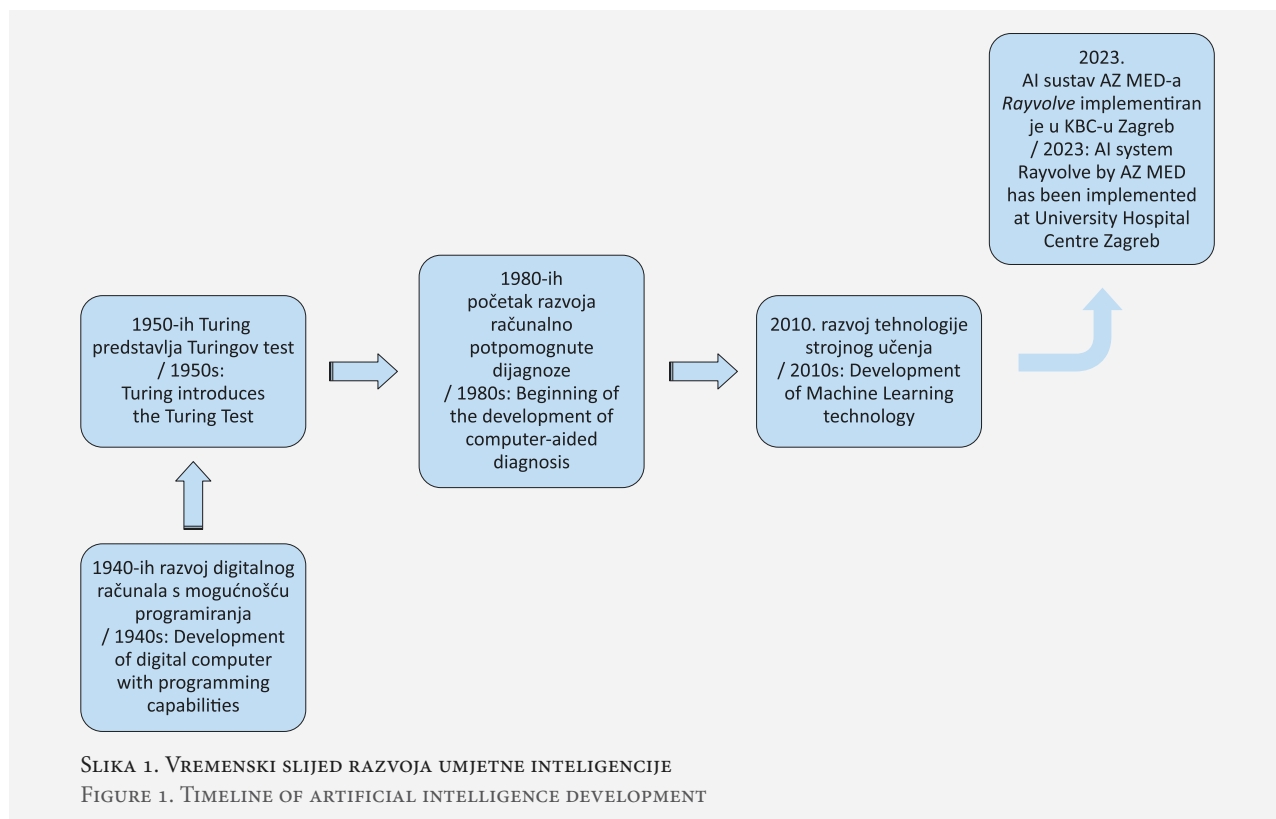 1940-ih razvoj digitalnog
računala s mogućnošću
programiranja
/ 1940s: Development
of digital computer
with programming
capabilities
1950-ih Turing
predstavlja Turingov test
/ 1950s:
Turing introduces
the Turing Test
1980-ih
početak razvoja
računalno
potpomognute
dijagnoze
/ 1980s: Beginning of
the development of
computer-aided
diagnosis
2010. razvoj tehnologije
strojnog učenja
/ 2010s: Development
of Machine Learning
technology
2023.
AI sustav AZ MED-a
Rayvolve implementiran
je u KBC-u Zagreb
/ 2023: AI system
Rayvolve by AZ MED
has been implemented
at University Hospital
Centre Zagreb
Slika 1. Vremenski slijed razvoja umjetne inteligencije
Figure 1. Timeline of artificial intelligence development